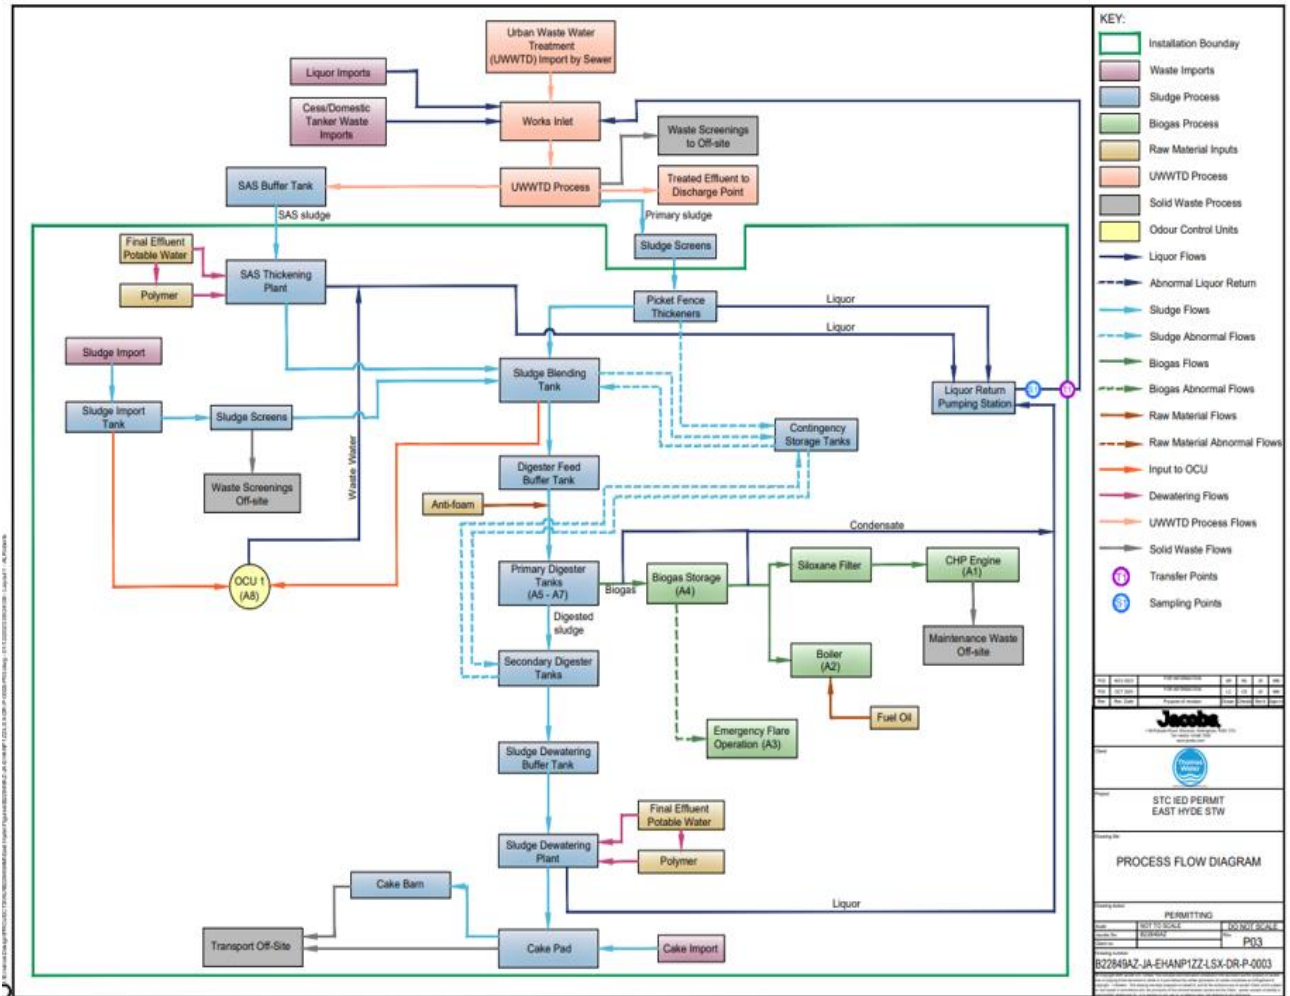 Urban Waste Water
Treatment
(UWWTD) Import by Sewer
Liquor Imports
Cess/Domestic
Tanker Waste
Imports
Works Inlet
Waste Screenings
to Off-site
SAS Buffer Tank
UWWTD Process
Treated Effluent to
Discharge Point
SAS sludge
Primary sludge
Final Effluent
Potable Water
Sludge Screens
SAS Thickening
Plant
Polymer
Picket Fence
Thickeners
Liquor
Liquor
Sludge Import
Sludge Blending
Tank
Liquor Return
Pumping Station
S1
T1
Sludge Import
Tank
Sludge Screens
Contingency
Storage Tanks
Waste Water
Waste Screenings
Off-site
Digester Feed
Buffer Tank
Anti-foam
Condensate
OCU 1
(A8)
Primary Digester
Tanks
(A5 - A7)
Biogas
Biogas Storage
(A4)
Siloxane Filter
CHP Engine
(A1)
Digested
sludge
Maintenance Waste
Off-site
Secondary Digester
Tanks
Boiler
(A2)
Fuel Oil
Emergency Flare
Operation (A3)
Sludge Dewatering
Buffer Tank
Final Effluent
Potable Water
Sludge Dewatering
Plant
Polymer
Cake Barn
Liquor
Transport Off-Site
Cake Pad
Cake Import
KEY:
Installation Bounday
Waste Imports
Sludge Process
Biogas Process
Raw Material Inputs
UWWTD Process
Solid Waste Process
Odour Control Units
Liquor Flows
Abnormal Liquor Return
Sludge Flows
Sludge Abnormal Flows
Biogas Flows
Biogas Abnormal Flows
Raw Material Flows
Raw Material Abnormal Flows
Input to OCU
Dewatering Flows
UWWTD Process Flows
Solid Waste Flows
T1 Transfer Points
S1 Sampling Points
Jacobs
Thames
Water
STC IED PERMIT
EAST HYDE STW
PROCESS FLOW DIAGRAM
PERMITTING
NOT TO SCALE
DO NOT SCALE
B22849AZ
P03
B22849AZ-JA-EHANP1ZZ-LSX-DR-P-0003